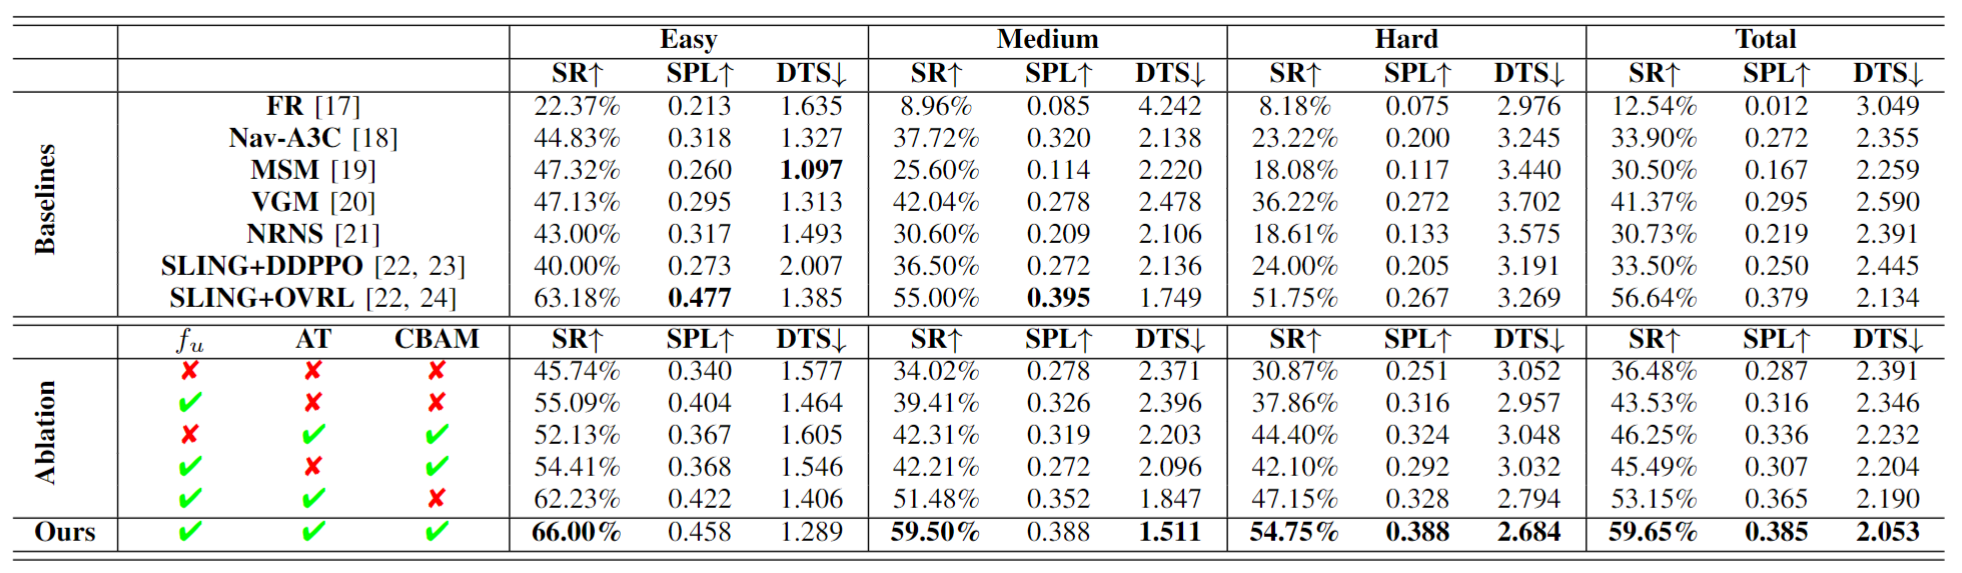 Easy Medium Hard Total
SR↑ SPL↑ DTS↓ SR↑ SPL↑ DTS↓ SR↑ SPL↑ DTS↓ SR↑ SPL↑ DTS↓
Baselines
FR [17] 22.37% 0.213 1.635 8.96% 0.085 4.242 8.18% 0.075 2.976 12.54% 0.012 3.049
Nav-A3C [18] 44.83% 0.318 1.327 37.72% 0.320 2.138 23.22% 0.200 3.245 33.90% 0.272 2.355
MSM [19] 47.32% 0.260 1.097 25.60% 0.114 2.220 18.08% 0.117 3.440 30.50% 0.167 2.259
VGM [20] 47.13% 0.295 1.313 42.04% 0.278 2.478 36.22% 0.272 3.702 41.37% 0.295 2.590
NRNS [21] 43.00% 0.317 1.493 30.60% 0.209 2.106 18.61% 0.133 3.575 30.73% 0.219 2.391
SLING+DDPPO [22, 23] 40.00% 0.273 2.007 36.50% 0.272 2.136 24.00% 0.205 3.191 33.50% 0.250 2.445
SLING+OVRL [22, 24] 63.18% 0.477 1.385 55.00% 0.395 1.749 51.75% 0.267 3.269 56.64% 0.379 2.134
f_u AT CBAM SR↑ SPL↑ DTS↓ SR↑ SPL↑ DTS↓ SR↑ SPL↑ DTS↓ SR↑ SPL↑ DTS↓
Ablation
✘ ✘ ✘ 45.74% 0.340 1.577 34.02% 0.278 2.371 30.87% 0.251 3.052 36.48% 0.287 2.391
✔ ✘ ✘ 55.09% 0.404 1.464 39.41% 0.326 2.396 37.86% 0.316 2.957 43.53% 0.316 2.346
✘ ✔ ✔ 52.13% 0.367 1.605 42.31% 0.319 2.203 44.40% 0.324 3.048 46.25% 0.336 2.232
✔ ✘ ✔ 54.41% 0.368 1.546 42.21% 0.272 2.096 42.10% 0.292 3.032 45.49% 0.307 2.204
✔ ✔ ✘ 62.23% 0.422 1.406 51.48% 0.352 1.847 47.15% 0.328 2.794 53.15% 0.365 2.190
Ours ✔ ✔ ✔ 66.00% 0.458 1.289 59.50% 0.388 1.511 54.75% 0.388 2.684 59.65% 0.385 2.053